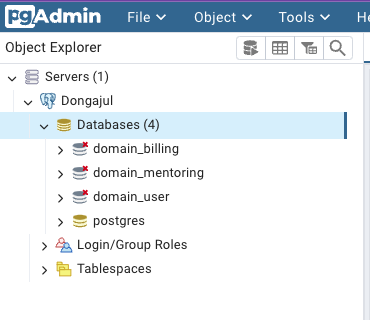 pgAdmin File Object Tools He
Object Explorer
Servers (1)
Dongajul
Databases (4)
domain_billing
domain_mentoring
domain_user
postgres
Login/Group Roles
Tablespaces